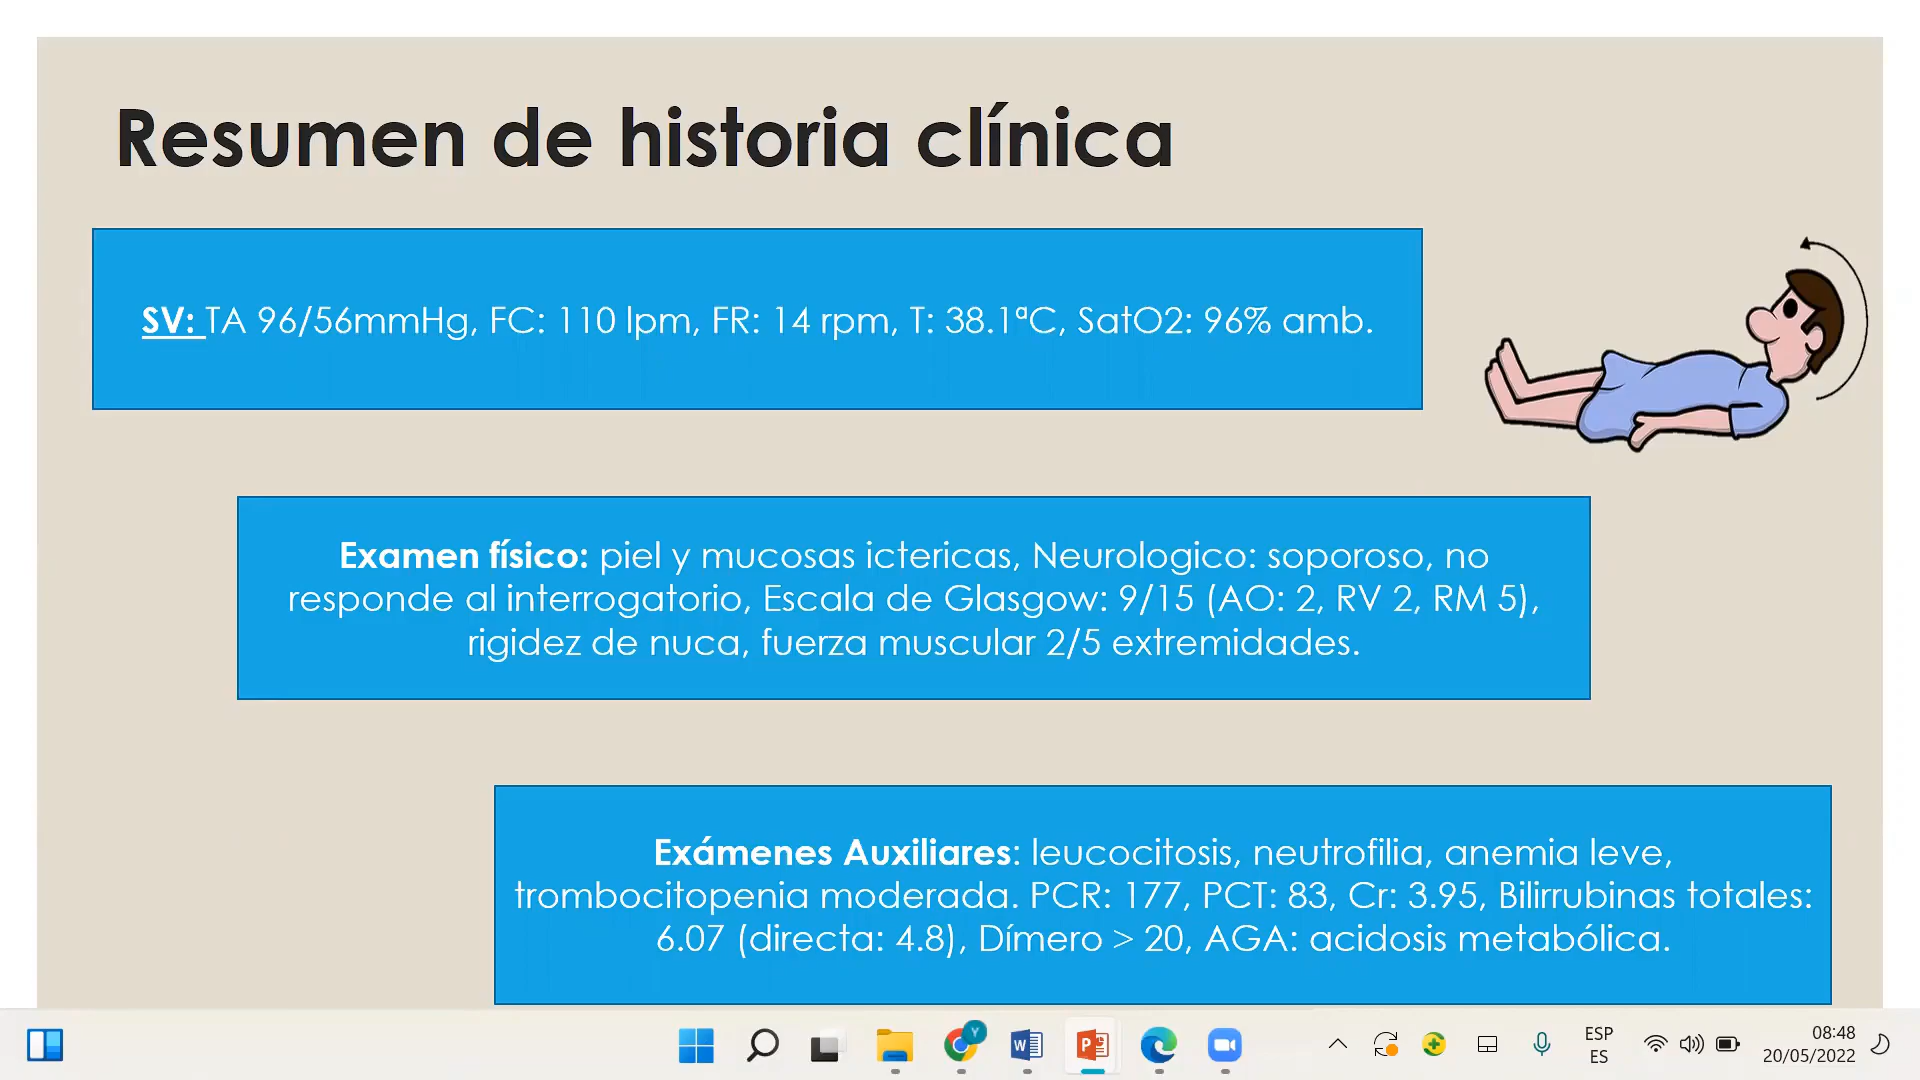 Resumen de historia clínica
SV: TA 96/56mmHg, FC: 110 lpm, FR: 14 rpm, T: 38.1ªC, SatO2: 96% amb.
Examen físico: piel y mucosas ictericas, Neurologico: soporoso, no
responde al interrogatorio, Escala de Glasgow: 9/15 (AO: 2, RV 2, RM 5),
rigidez de nuca, fuerza muscular 2/5 extremidades.
Exámenes Auxiliares: leucocitosis, neutrofilia, anemia leve,
trombocitopenia moderada. PCR: 177, PCT: 83, Cr: 3.95, Bilirrubinas totales:
6.07 (directa: 4.8), Dímero > 20, AGA: acidosis metabólica.
Y
W
P
ESP
ES
08:48
20/05/2022